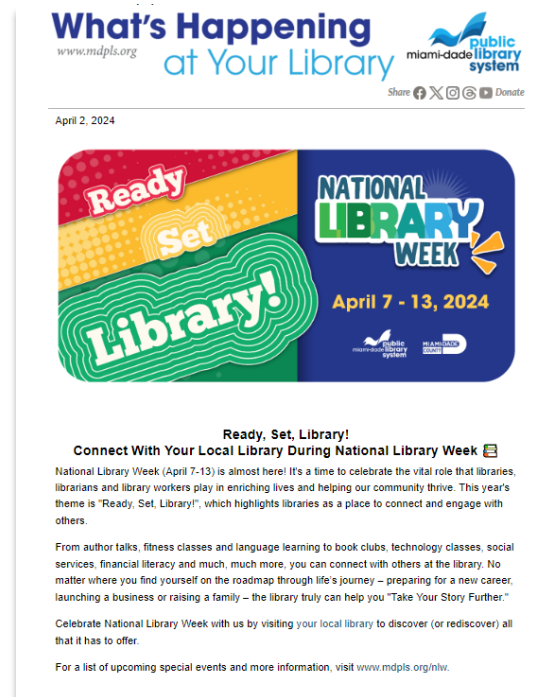 What's Happening
www.mdpls.org
at Your Library
public
miami-dade library
system
Share Donate
April 2, 2024
Ready
Set
Library!
NATIONAL
LIBRARY
WEEK
April 7 - 13, 2024
public
miami-dade library
system
MIAMI-DADE
COUNTY
Ready, Set, Library!
Connect With Your Local Library During National Library Week
National Library Week (April 7-13) is almost here! It's a time to celebrate the vital role that libraries,
librarians and library workers play in enriching lives and helping our community thrive. This year's
theme is "Ready, Set, Library!", which highlights libraries as a place to connect and engage with
others.
From author talks, fitness classes and language learning to book clubs, technology classes, social
services, financial literacy and much, much more, you can connect with others at the library. No
matter where you find yourself on the roadmap through life's journey – preparing for a new career,
launching a business or raising a family – the library truly can help you "Take Your Story Further."
Celebrate National Library Week with us by visiting your local library to discover (or rediscover) all
that it has to offer.
For a list of upcoming special events and more information, visit www.mdpls.org/nlw.